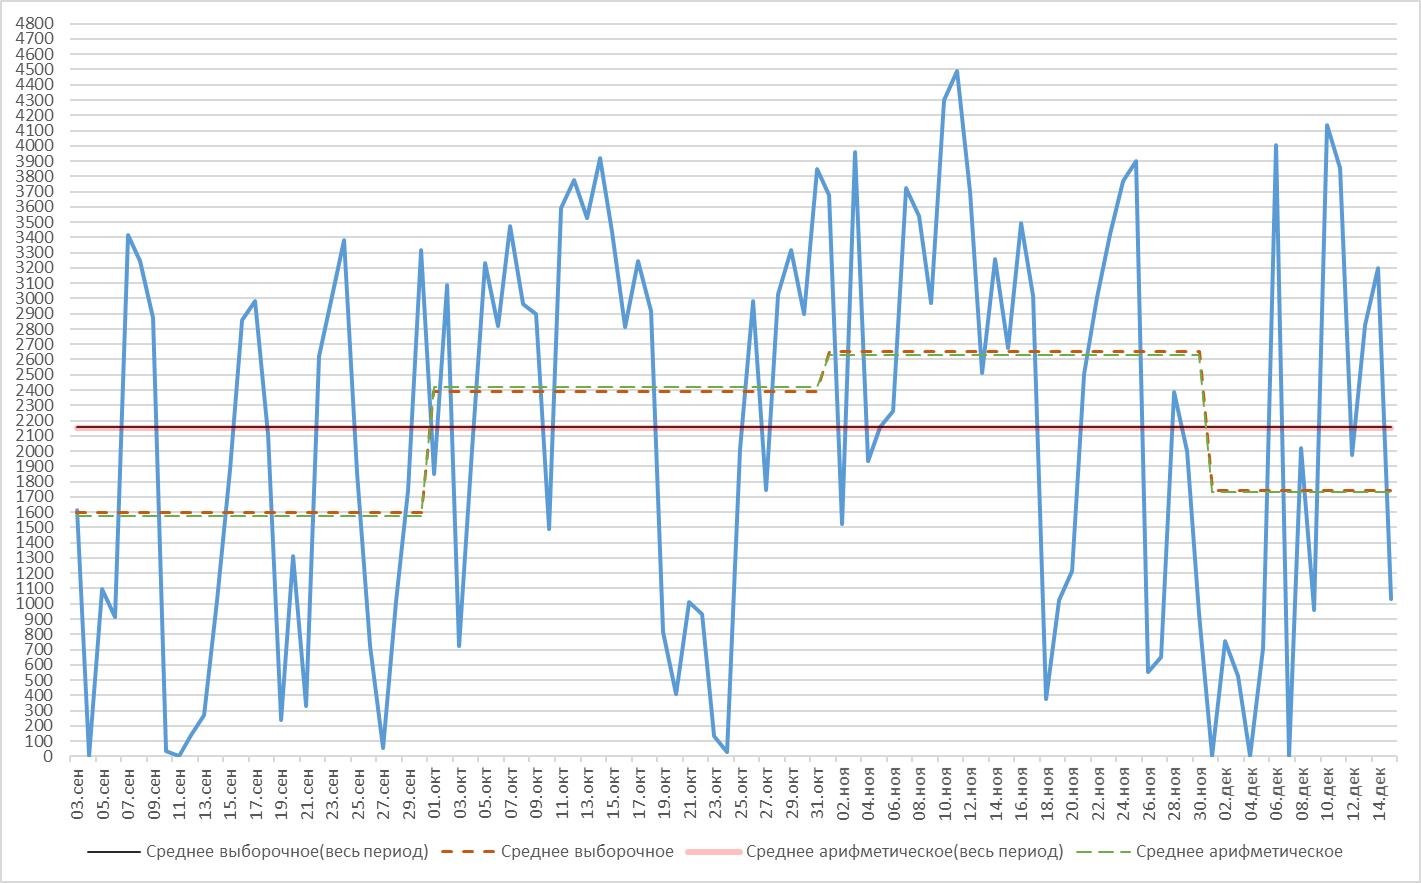 4800
4700
4600
4500
4400
4300
4200
4100
4000
3900
3800
3700
3600
3500
3400
3300
3200
3100
3000
2900
2800
2700
2600
2500
2400
2300
2200
2100
2000
1900
1800
1700
1600
1500
1400
1300
1200
1100
1000
900
800
700
600
500
400
300
200
100
0
03.сен
05.сен
07.сен
09.сен
11.сен
13.сен
15.сен
17.сен
19.сен
21.сен
23.сен
25.сен
27.сен
29.сен
01.окт
03.окт
05.окт
07.окт
09.окт
11.окт
13.окт
15.окт
17.окт
19.окт
21.окт
23.окт
25.окт
27.окт
29.окт
31.окт
02.ноя
04.ноя
06.ноя
08.ноя
10.ноя
12.ноя
14.ноя
16.ноя
18.ноя
20.ноя
22.ноя
24.ноя
26.ноя
28.ноя
30.ноя
02.дек
04.дек
06.дек
08.дек
10.дек
12.дек
14.дек
Среднее выборочное(весь период) Среднее выборочное Среднее арифметическое(весь период) Среднее арифметическое